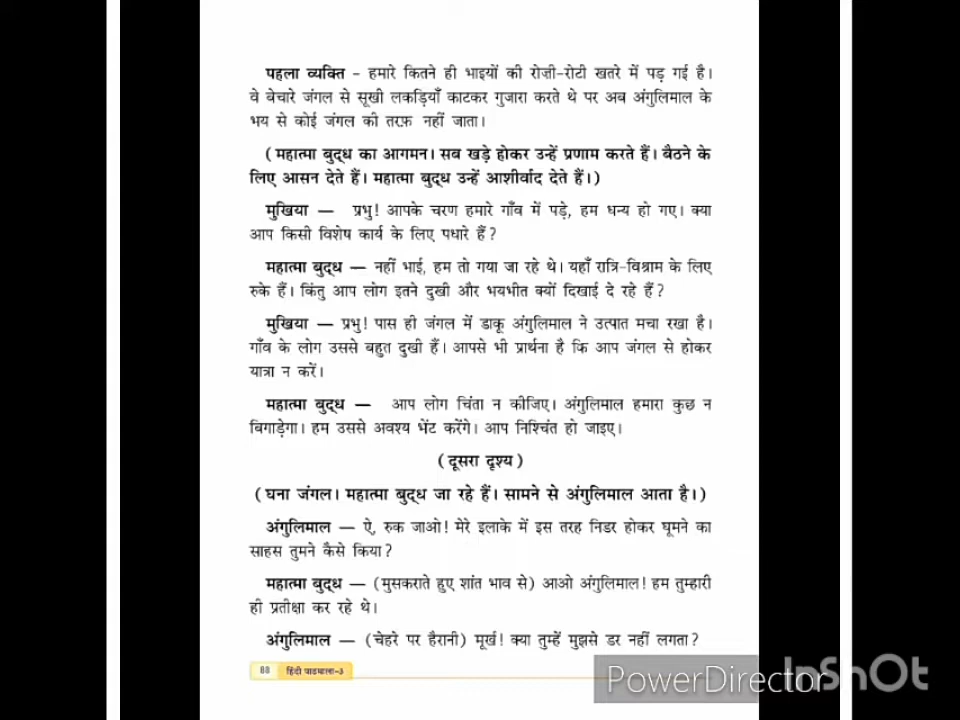 पहला व्यक्ति - हमारे कितने ही भाइयों की रोज़ी-रोटी खतरे में पड़ गई है।
वे बेचारे जंगल से सूखी लकड़ियाँ काटकर गुजारा करते थे पर अब अंगुलिमाल के
भय से कोई जंगल की तरफ़ नहीं जाता।
(महात्मा बुद्ध का आगमन। सब खड़े होकर उन्हें प्रणाम करते हैं। बैठने के
लिए आसन देते हैं। महात्मा बुद्ध उन्हें आशीर्वाद देते हैं।)
मुखिया — प्रभु! आपके चरण हमारे गाँव में पड़े, हम धन्य हो गए। क्या
आप किसी विशेष कार्य के लिए पधारे हैं?
महात्मा बुद्ध — नहीं भाई, हम तो गया जा रहे थे। यहाँ रात्रि-विश्राम के लिए
रुके हैं। किंतु आप लोग इतने दुखी और भयभीत क्यों दिखाई दे रहे हैं?
मुखिया — प्रभु! पास ही जंगल में डाकू अंगुलिमाल ने उत्पात मचा रखा है।
गाँव के लोग उससे बहुत दुखी हैं। आपसे भी प्रार्थना है कि आप जंगल से होकर
यात्रा न करें।
महात्मा बुद्ध — आप लोग चिंता न कीजिए। अंगुलिमाल हमारा कुछ न
बिगाड़ेगा। हम उससे अवश्य भेंट करेंगे। आप निश्चिंत हो जाइए।
(दूसरा दृश्य)
(घना जंगल। महात्मा बुद्ध जा रहे हैं। सामने से अंगुलिमाल आता है।)
अंगुलिमाल — ऐ, रुक जाओ! मेरे इलाके में इस तरह निडर होकर घूमने का
साहस तुमने कैसे किया?
महात्मा बुद्ध — (मुसकराते हुए शांत भाव से) आओ अंगुलिमाल! हम तुम्हारी
ही प्रतीक्षा कर रहे थे।
अंगुलिमाल — (चेहरे पर हैरानी) मूर्ख! क्या तुम्हें मुझसे डर नहीं लगता?
88 हिंदी पाठमाला-3
PowerDirector
InShOt